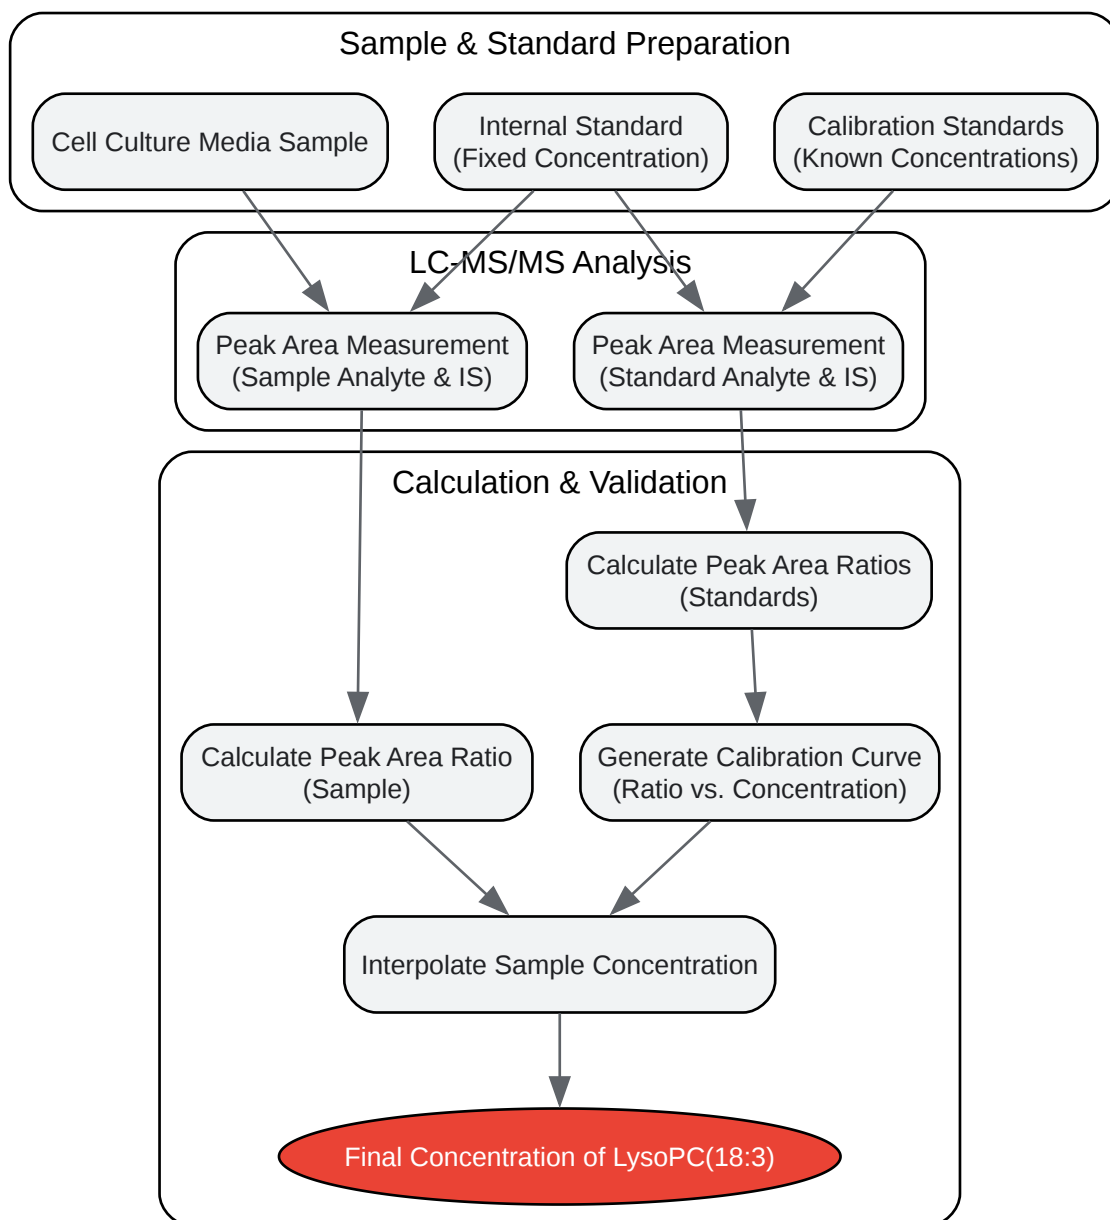 Sample & Standard Preparation
Cell Culture Media Sample
Internal Standard
(Fixed Concentration)
Calibration Standards
(Known Concentrations)
LC-MS/MS Analysis
Peak Area Measurement
(Sample Analyte & IS)
Peak Area Measurement
(Standard Analyte & IS)
Calculation & Validation
Calculate Peak Area Ratios
(Standards)
Calculate Peak Area Ratio
(Sample)
Generate Calibration Curve
(Ratio vs. Concentration)
Interpolate Sample Concentration
Final Concentration of LysoPC(18:3)